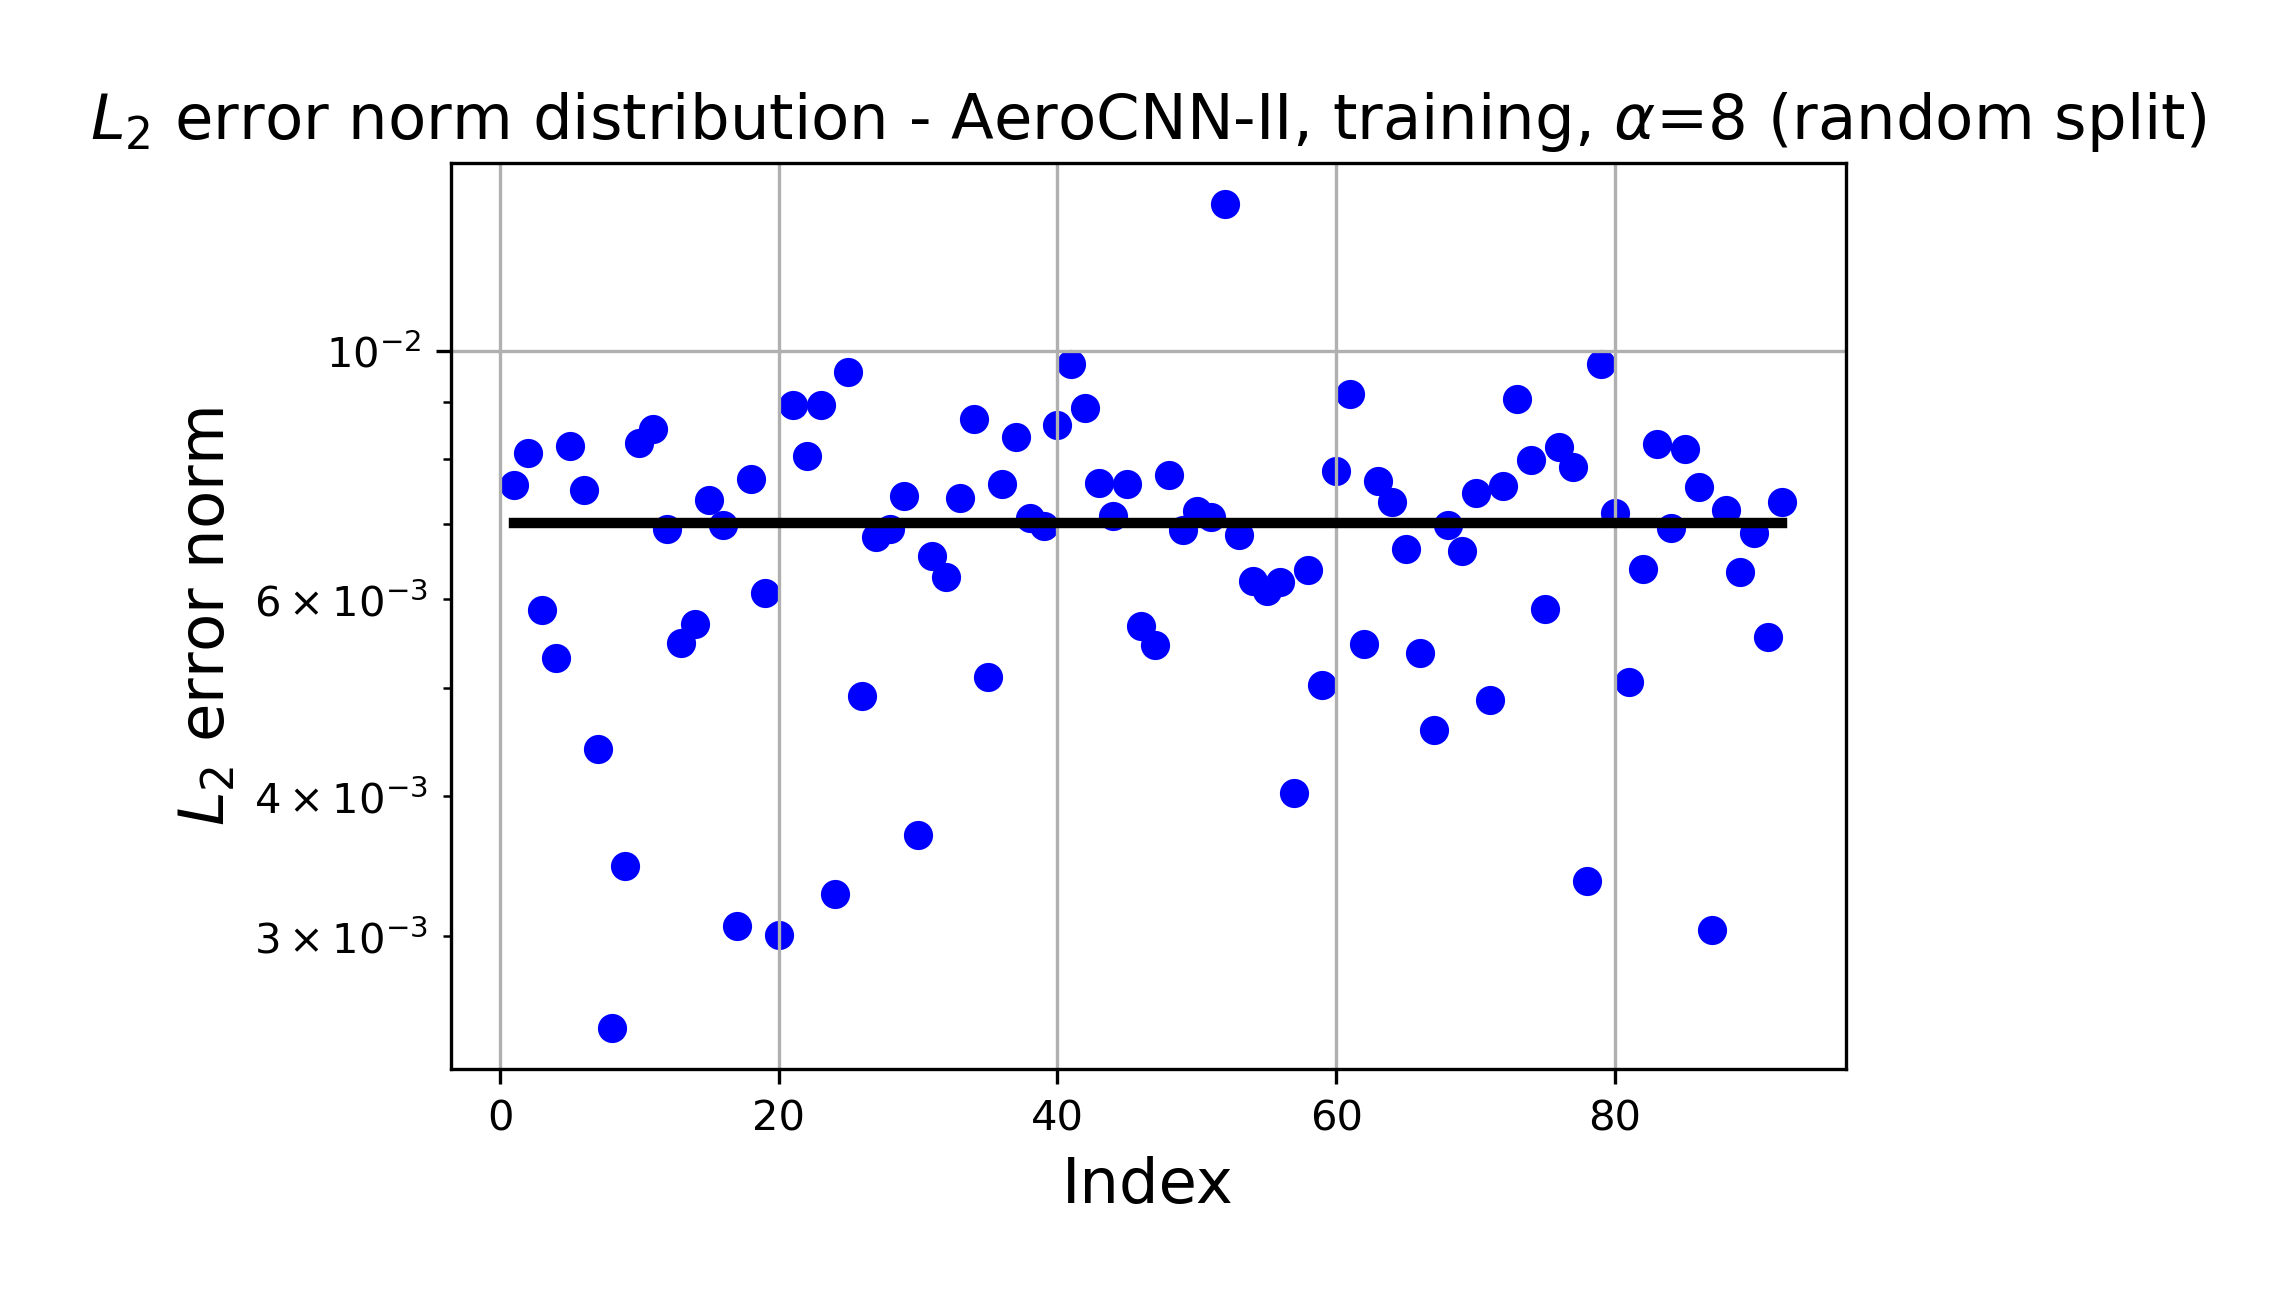 L₂ error norm distribution - AeroCNN-II, training, α=8 (random split)
L₂ error norm
10⁻²
6 × 10⁻³
4 × 10⁻³
3 × 10⁻³
0 20 40 60 80
Index